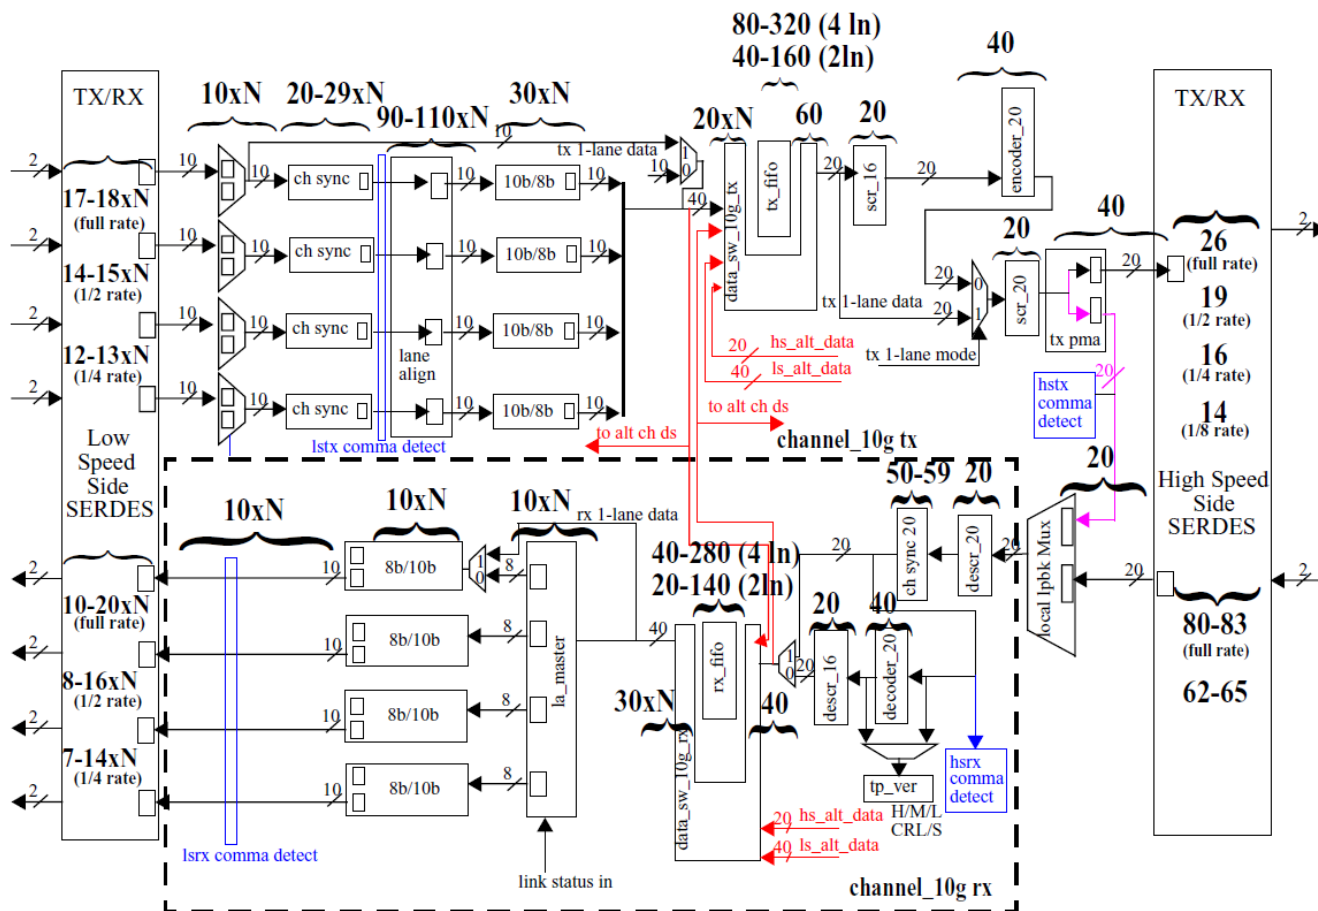 80-320 (4 ln)
40-160 (2ln)
40
TX/RX
10xN
20-29xN
90-110xN
30xN
10
tx 1-lane data
10
1
0
20xN
60
20
encoder_20
TX/RX
2
10
10
ch sync
10
10b/8b
10
40
data_sw_10g_tx
tx_fifo
20
scr_16
20
17-18xN
(full rate)
2
10
10
ch sync
10
10b/8b
10
20
40
26
(full rate)
2
14-15xN
(1/2 rate)
20
0
1
scr_20
20
tx 1-lane data
20
19
(1/2 rate)
2
10
10
ch sync
10
10b/8b
10
12-13xN
(1/4 rate)
lane
align
20
hs_alt_data
40
ls_alt_data
tx 1-lane mode
tx pma
16
(1/4 rate)
2
10
10
ch sync
10
10b/8b
10
20
hstx
comma
detect
14
(1/8 rate)
Low
Speed
Side
SERDES
lstx comma detect
to alt ch ds
to alt ch ds
channel_10g tx
High Speed
Side
SERDES
10xN
10xN
10xN
rx 1-lane data
50-59
20
20
2
10
8b/10b
1
0
8
40-280 (4 ln)
20-140 (2ln)
20
ch sync 20
descr_20
20
local lpbk Mux
20
2
10-20xN
(full rate)
2
10
8b/10b
8
la_master
40
data_sw_10g_rx
rx_fifo
1
0
20
20
descr_16
40
decoder_20
80-83
(full rate)
8-16xN
(1/2 rate)
2
10
8b/10b
8
30xN
40
62-65
7-14xN
(1/4 rate)
2
10
8b/10b
8
tp_ver
H/M/L
CRL/S
hsrx
comma
detect
20
hs_alt_data
40
ls_alt_data
lsrx comma detect
link status in
channel_10g rx